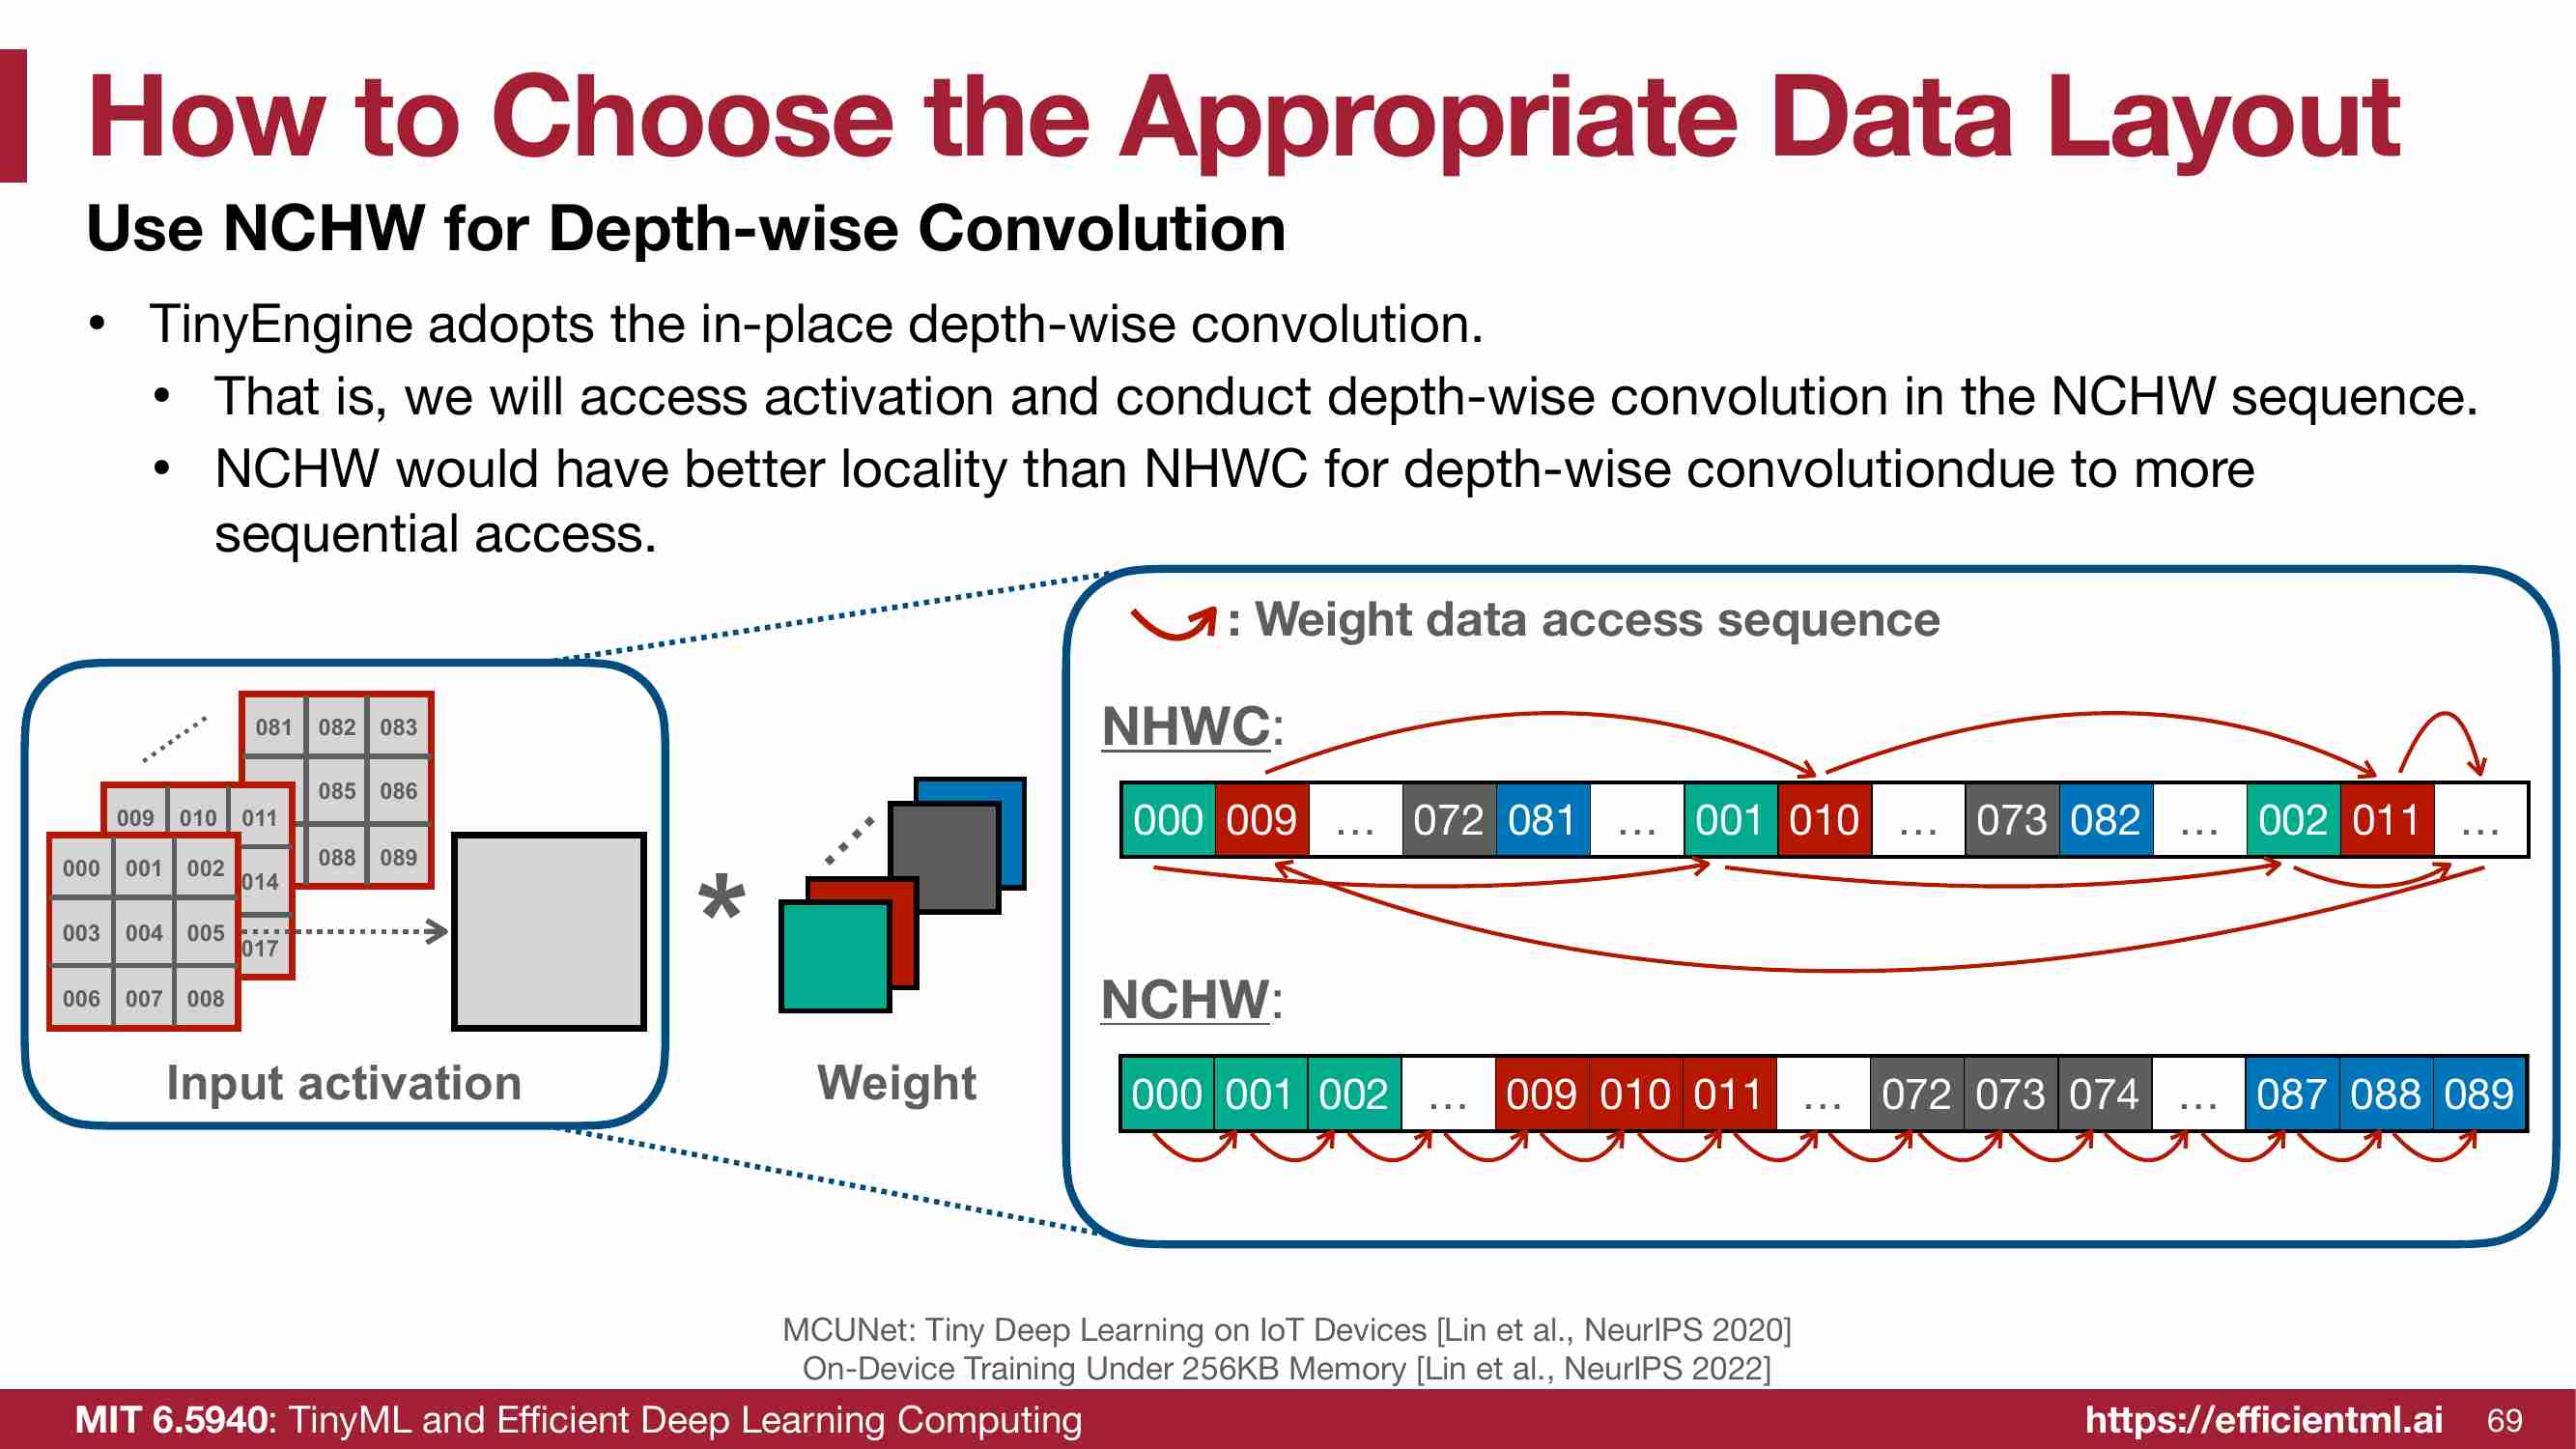 How to Choose the Appropriate Data Layout
Use NCHW for Depth-wise Convolution
• TinyEngine adopts the in-place depth-wise convolution.
• That is, we will access activation and conduct depth-wise convolution in the NCHW sequence.
• NCHW would have better locality than NHWC for depth-wise convolutiondue to more
sequential access.
081 082 083
085 086
088 089
009 010 011
014
017
000 001 002
003 004 005
006 007 008
Input activation
*
Weight
: Weight data access sequence
NHWC:
000 009 ... 072 081 ... 001 010 ... 073 082 ... 002 011 ...
NCHW:
000 001 002 ... 009 010 011 ... 072 073 074 ... 087 088 089
MCUNet: Tiny Deep Learning on IoT Devices [Lin et al., NeurIPS 2020]
On-Device Training Under 256KB Memory [Lin et al., NeurIPS 2022]
MIT 6.5940: TinyML and Efficient Deep Learning Computing
https://efficientml.ai 69